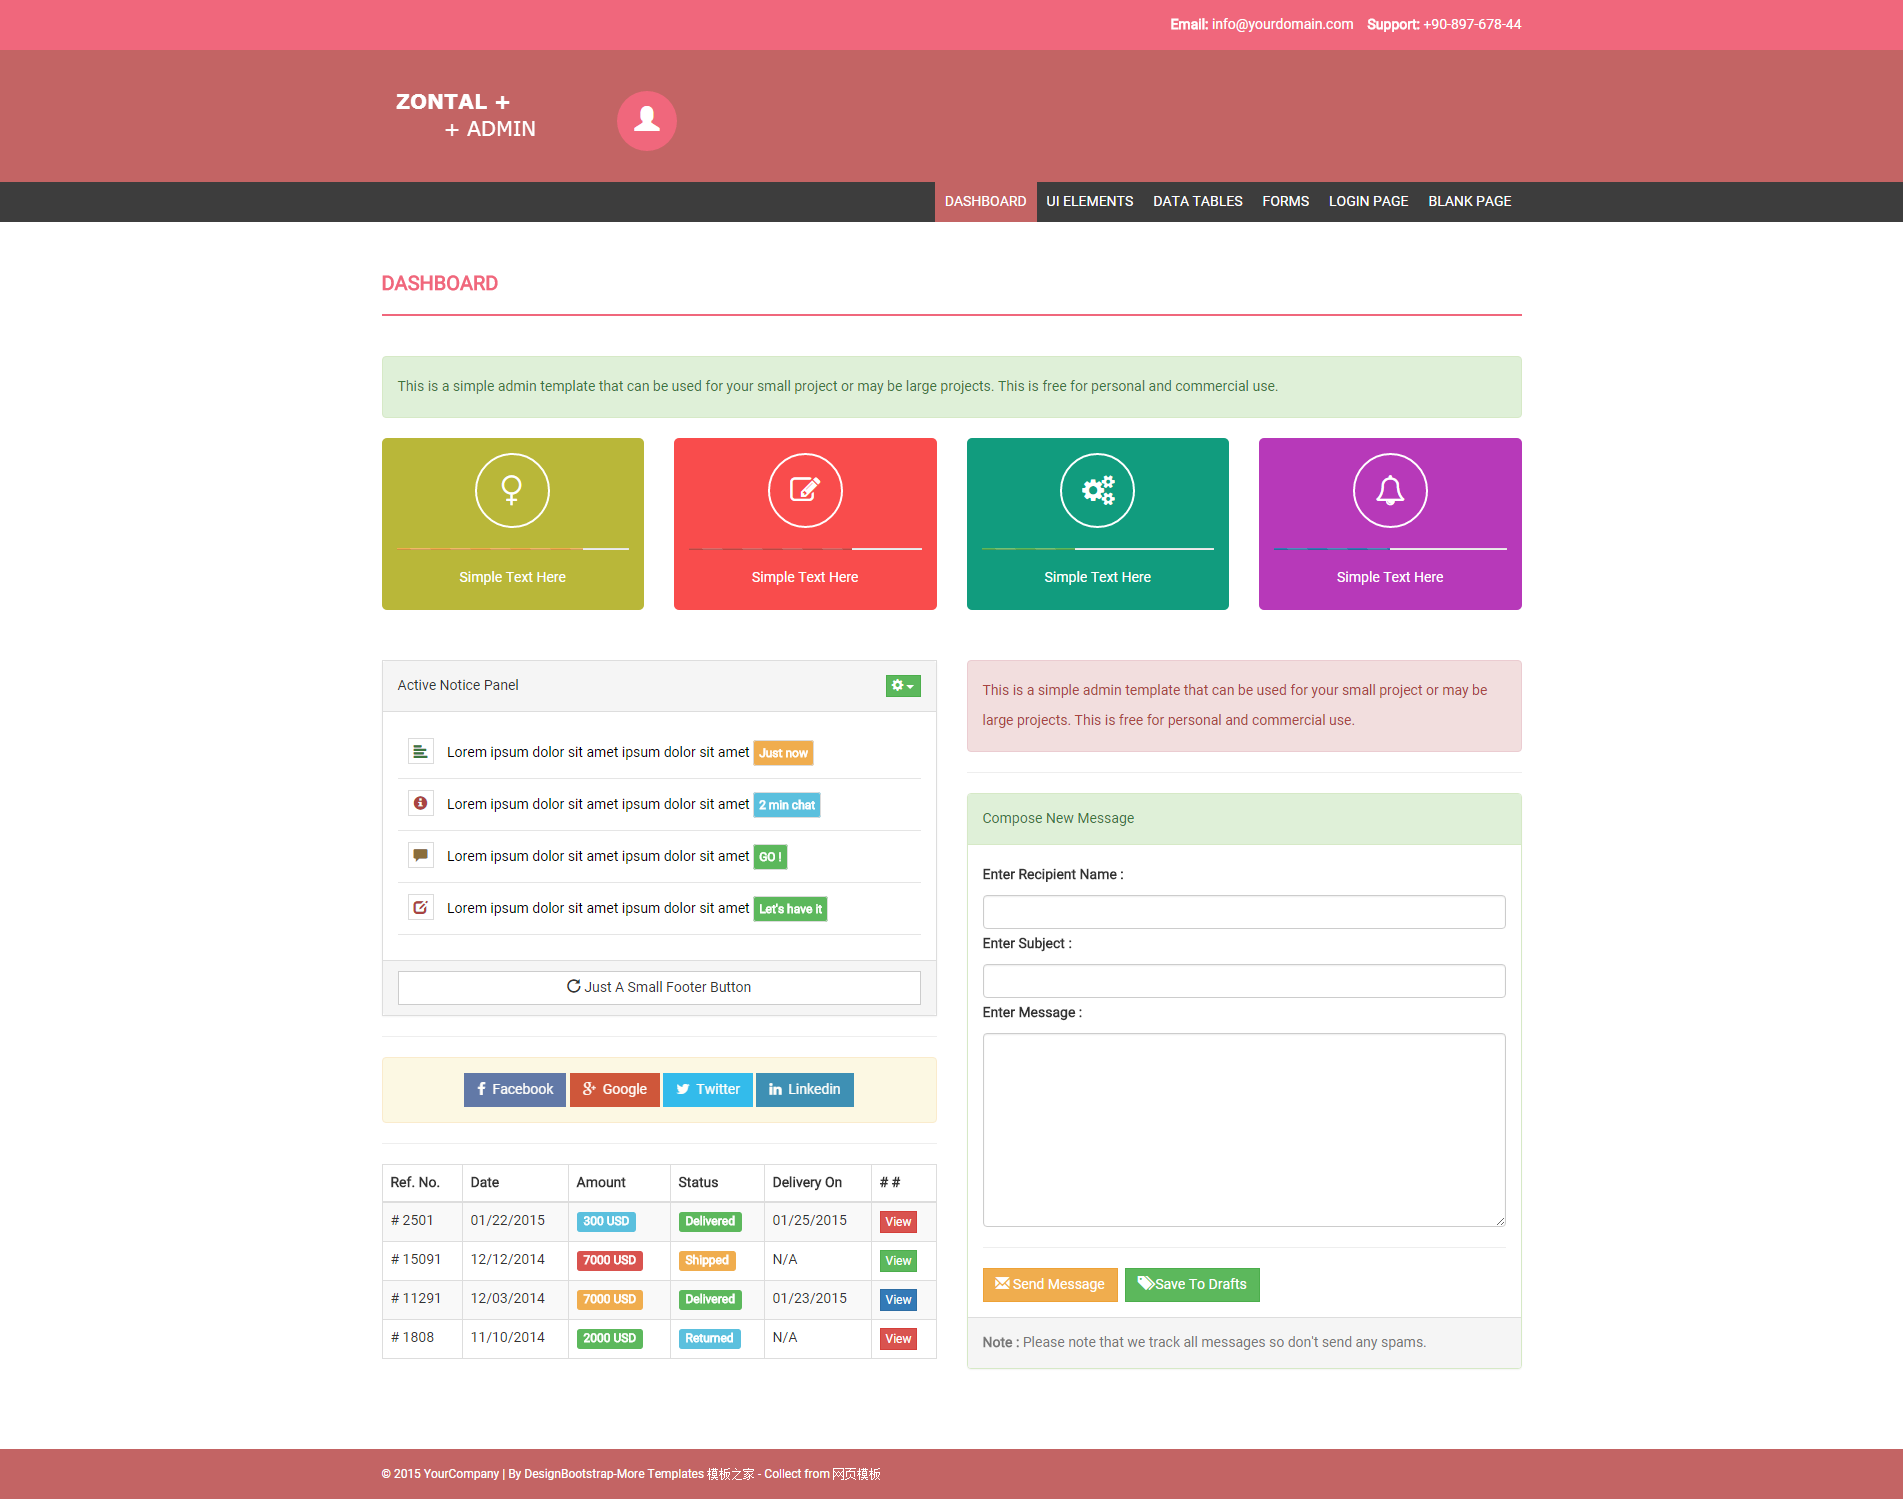 Email: info@yourdomain.com Support: +90-897-678-44
ZONTAL +
+ ADMIN
DASHBOARD UI ELEMENTS DATA TABLES FORMS LOGIN PAGE BLANK PAGE
DASHBOARD
This is a simple admin template that can be used for your small project or may be large projects. This is free for personal and commercial use.
Simple Text Here Simple Text Here Simple Text Here Simple Text Here
Active Notice Panel
Lorem ipsum dolor sit amet ipsum dolor sit amet Just now
Lorem ipsum dolor sit amet ipsum dolor sit amet 2 min chat
Lorem ipsum dolor sit amet ipsum dolor sit amet GO !
Lorem ipsum dolor sit amet ipsum dolor sit amet Let's have it
Just A Small Footer Button
Facebook Google Twitter Linkedin
Ref. No. Date Amount Status Delivery On # #
# 2501 01/22/2015 300 USD Delivered 01/25/2015 View
# 15091 12/12/2014 7000 USD Shipped N/A View
# 11291 12/03/2014 7000 USD Delivered 01/23/2015 View
# 1808 11/10/2014 2000 USD Returned N/A View
This is a simple admin template that can be used for your small project or may be
large projects. This is free for personal and commercial use.
Compose New Message
Enter Recipient Name :
Enter Subject :
Enter Message :
Send Message Save To Drafts
Note : Please note that we track all messages so don't send any spams.
© 2015 YourCompany | By DesignBootstrap-More Templates 模板之家 - Collect from 网页模板